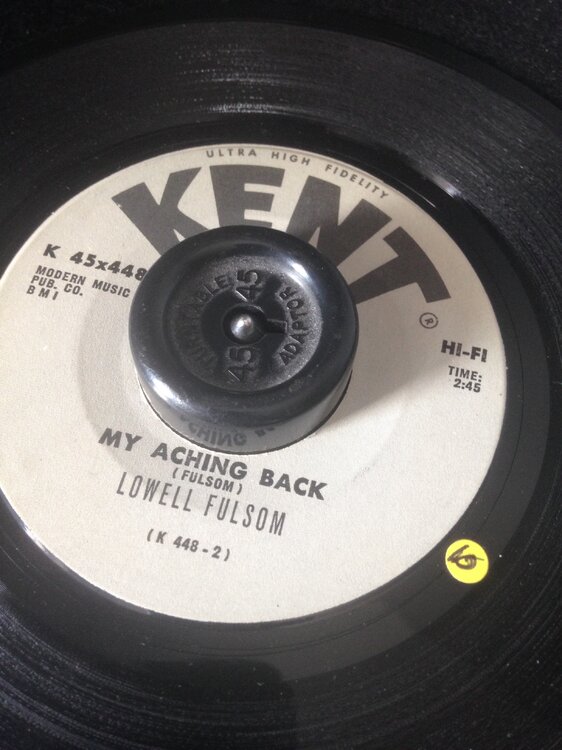 ULTRA HIGH FIDELITY
KENT
®
K 45x448
MODERN MUSIC
PUB. CO.
BMI
HI-FI
TIME:
2:45
45
45
ADAPTOR
MY ACHING BACK
(FULSOM)
LOWELL FULSOM
(K 448-2)